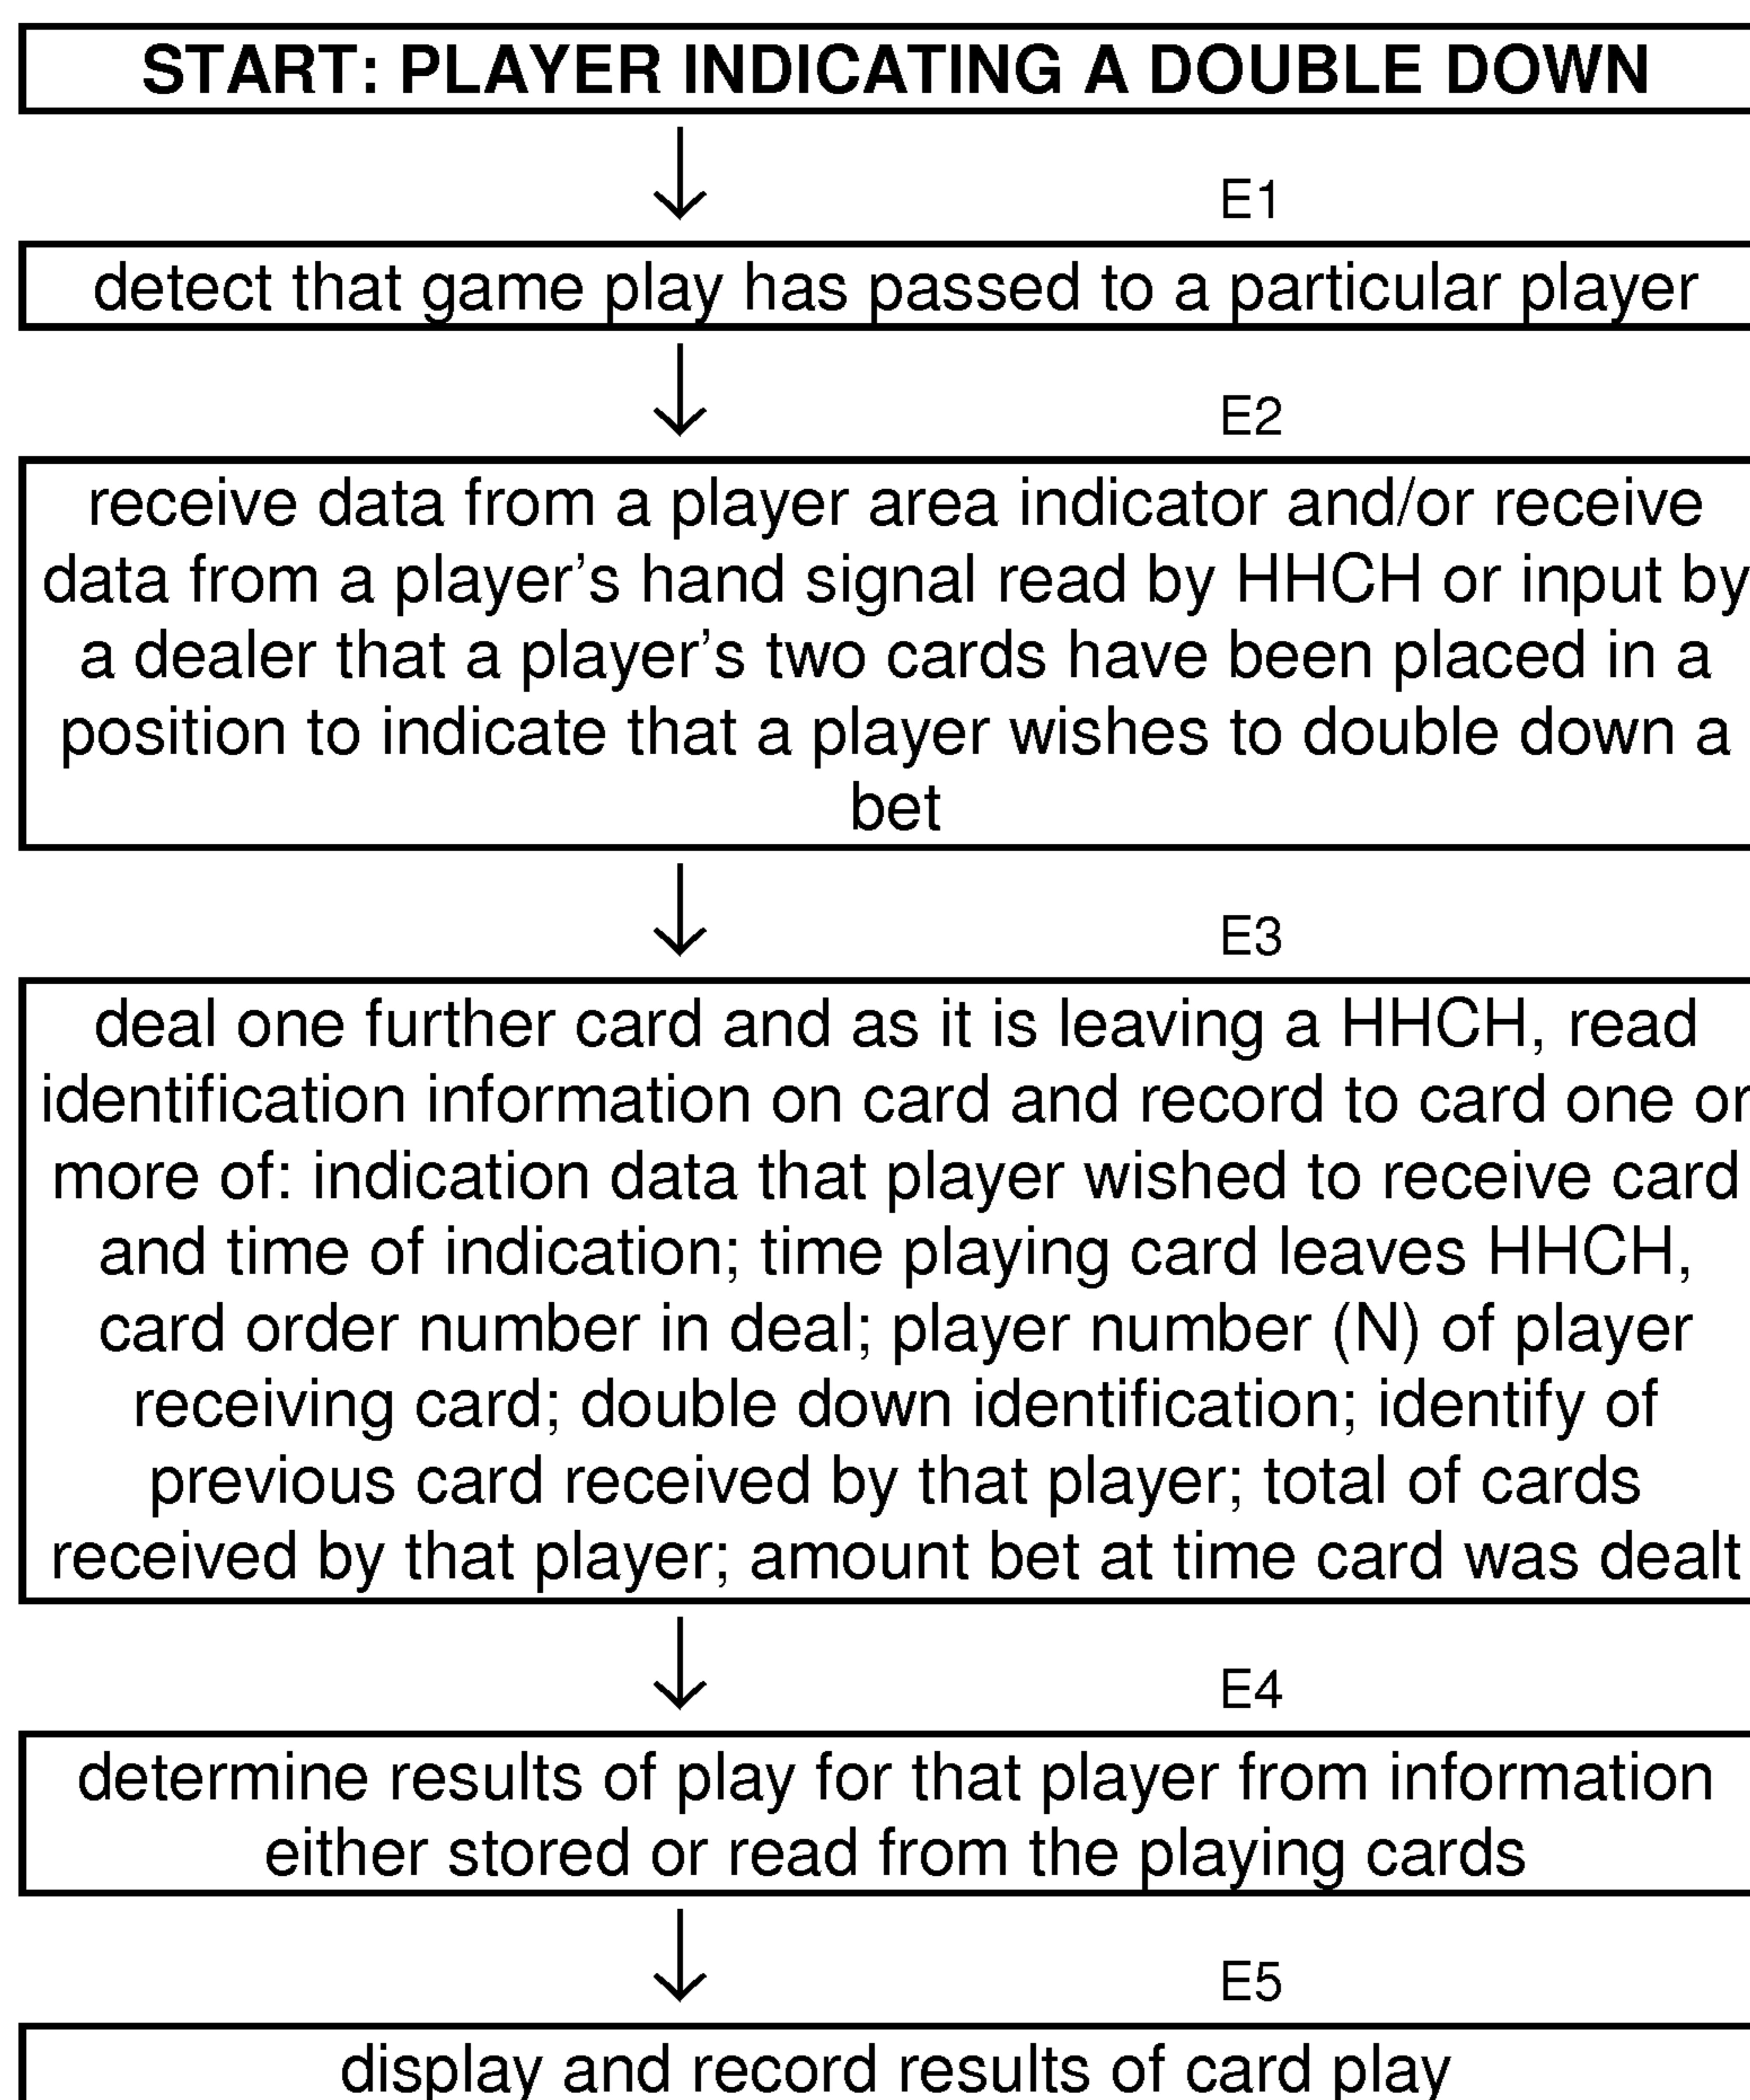 START: PLAYER INDICATING A DOUBLE DOWN
E1
detect that game play has passed to a particular player
E2
receive data from a player area indicator and/or receive
data from a player's hand signal read by HHCH or input by
a dealer that a player's two cards have been placed in a
position to indicate that a player wishes to double down a
bet
E3
deal one further card and as it is leaving a HHCH, read
identification information on card and record to card one or
more of: indication data that player wished to receive card
and time of indication; time playing card leaves HHCH,
card order number in deal; player number (N) of player
receiving card; double down identification; identify of
previous card received by that player; total of cards
received by that player; amount bet at time card was dealt
E4
determine results of play for that player from information
either stored or read from the playing cards
E5
display and record results of card play